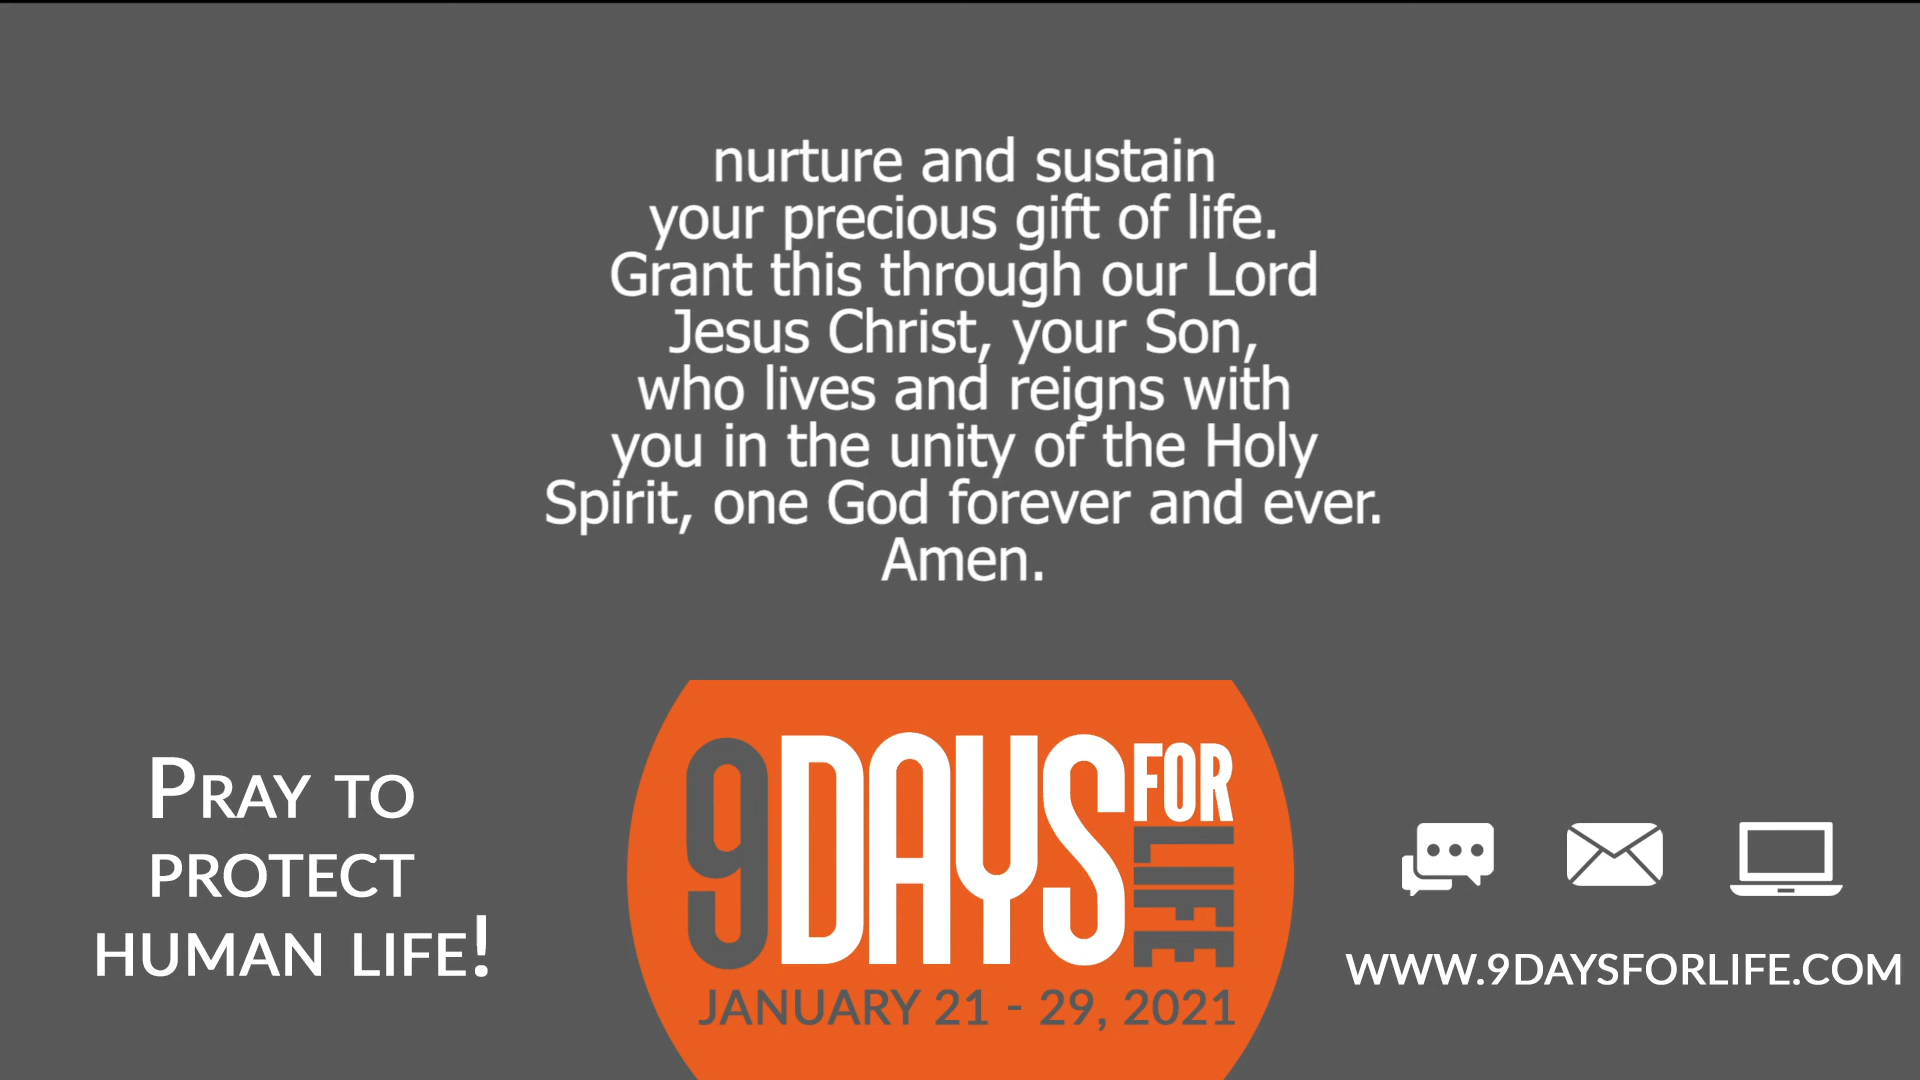 nurture and sustain
your precious gift of life.
Grant this through our Lord
Jesus Christ, your Son,
who lives and reigns with
you in the unity of the Holy
Spirit, one God forever and ever.
Amen.
Pray to
protect
human life!
9 DAYS FOR LIFE
JANUARY 21 - 29, 2021
WWW.9DAYSFORLIFE.COM